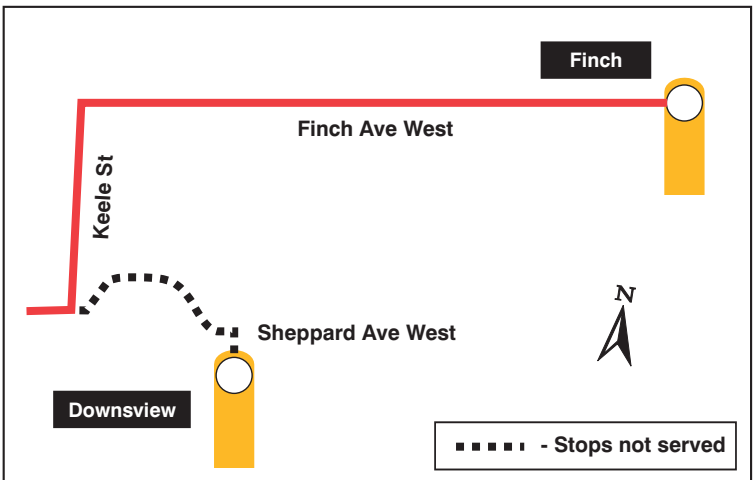 Finch
Finch Ave West
Keele St
N
Sheppard Ave West
Downsview
- Stops not served